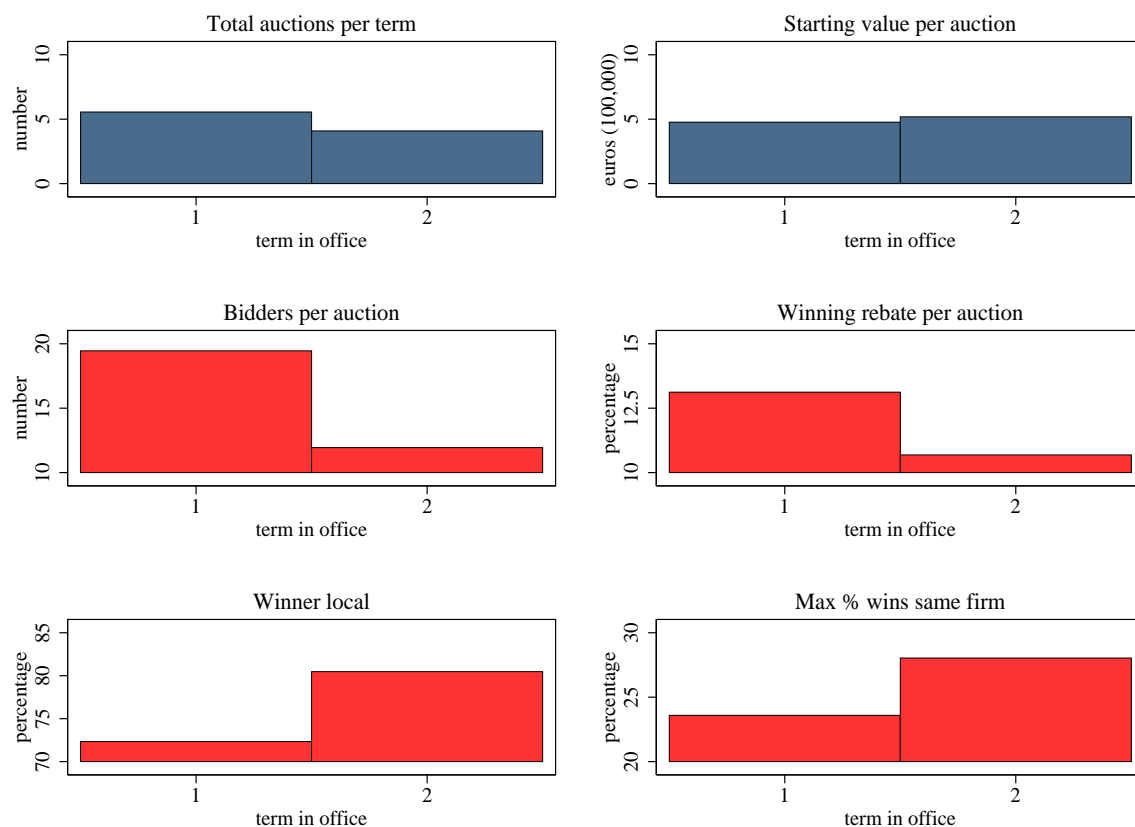 Total auctions per term
number
10
5
0
1 2
term in office
Starting value per auction
euros (100,000)
10
5
0
1 2
term in office
Bidders per auction
number
20
15
10
1 2
term in office
Winning rebate per auction
percentage
15
12.5
10
1 2
term in office
Winner local
percentage
85
80
75
70
1 2
term in office
Max % wins same firm
percentage
30
25
20
1 2
term in office